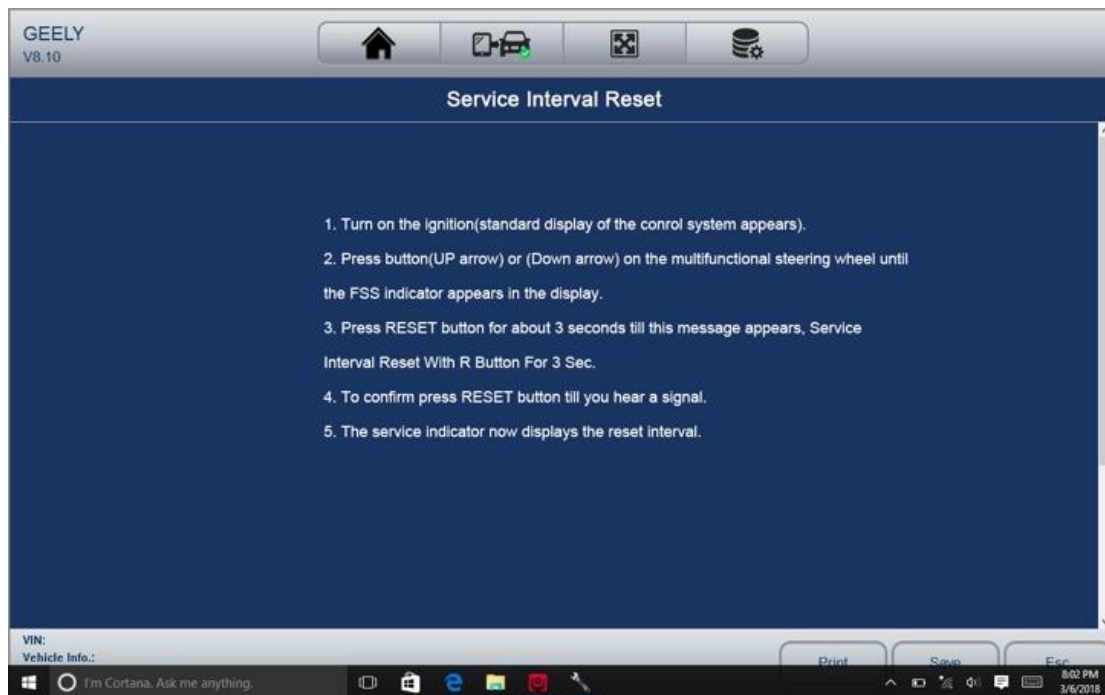 GEELY
V8.10
Service Interval Reset
1. Turn on the ignition(standard display of the conrol system appears).
2. Press button(UP arrow) or (Down arrow) on the multifunctional steering wheel until
the FSS indicator appears in the display.
3. Press RESET button for about 3 seconds till this message appears, Service
Interval Reset With R Button For 3 Sec.
4. To confirm press RESET button till you hear a signal.
5. The service indicator now displays the reset interval.
VIN:
Vehicle Info.:
Print Save Esc
I'm Cortana. Ask me anything.
8:02 PM
3/6/2018